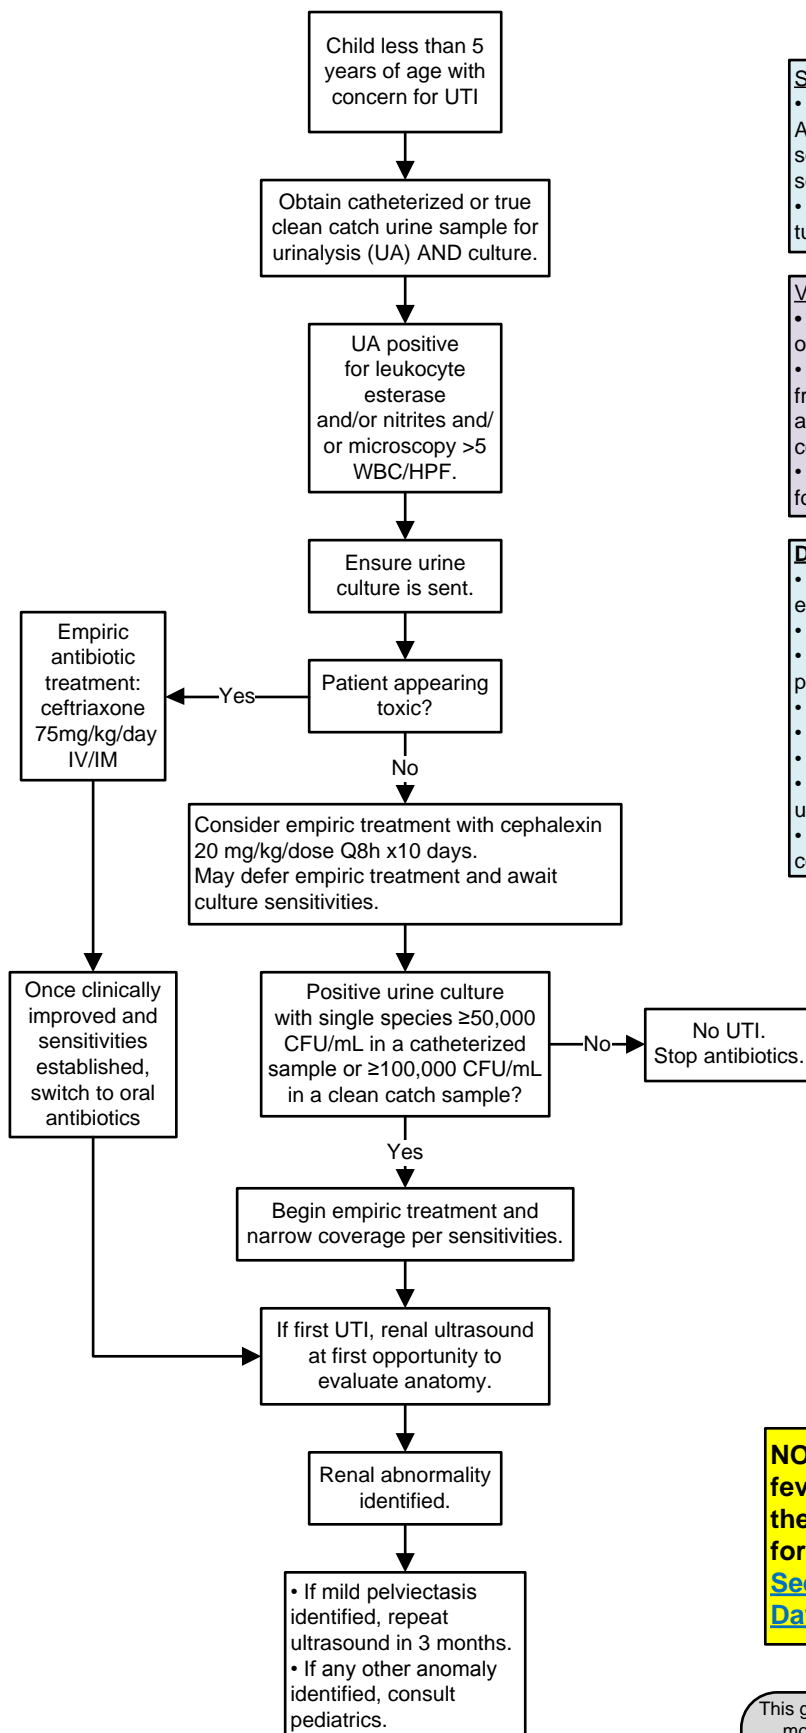 Child less than 5
years of age with
concern for UTI
Obtain catheterized or true
clean catch urine sample for
urinalysis (UA) AND culture.
UA positive
for leukocyte
esterase
and/or nitrites and/
or microscopy >5
WBC/HPF.
Ensure urine
culture is sent.
Patient appearing
toxic?
Yes
Empiric
antibiotic
treatment:
ceftriaxone
75mg/kg/day
IV/IM
No
Consider empiric treatment with cephalexin
20 mg/kg/dose Q8h x10 days.
May defer empiric treatment and await
culture sensitivities.
Once clinically
improved and
sensitivities
established,
switch to oral
antibiotics
Positive urine culture
with single species ≥50,000
CFU/mL in a catheterized
sample or ≥100,000 CFU/mL
in a clean catch sample?
No
No UTI.
Stop antibiotics.
Yes
Begin empiric treatment and
narrow coverage per sensitivities.
If first UTI, renal ultrasound
at first opportunity to
evaluate anatomy.
Renal abnormality
identified.
• If mild pelviectasis
identified, repeat
ultrasound in 3 months.
• If any other anomaly
identified, consult
pediatrics.
the
for
This